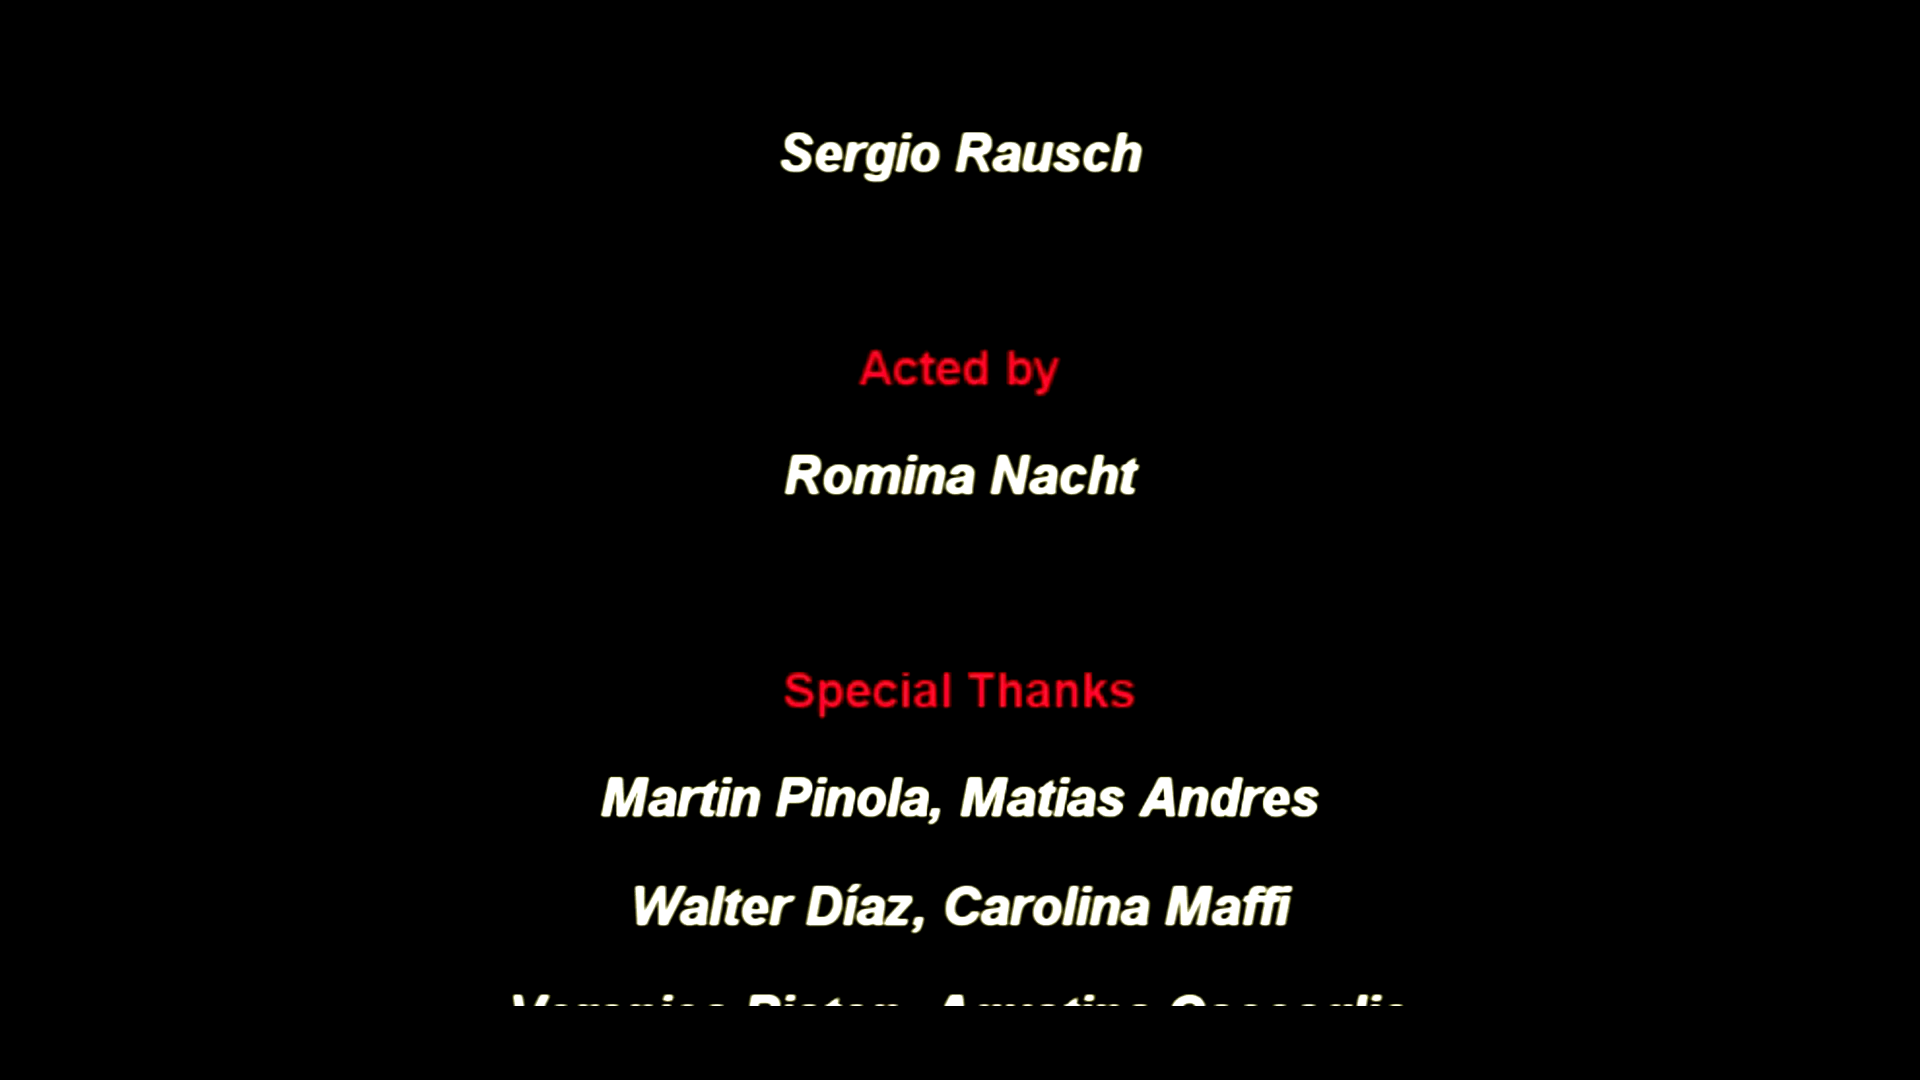 Sergio Rausch
Acted by
Romina Nacht
Special Thanks
Martin Pinola, Matias Andres
Walter Díaz, Carolina Maffi